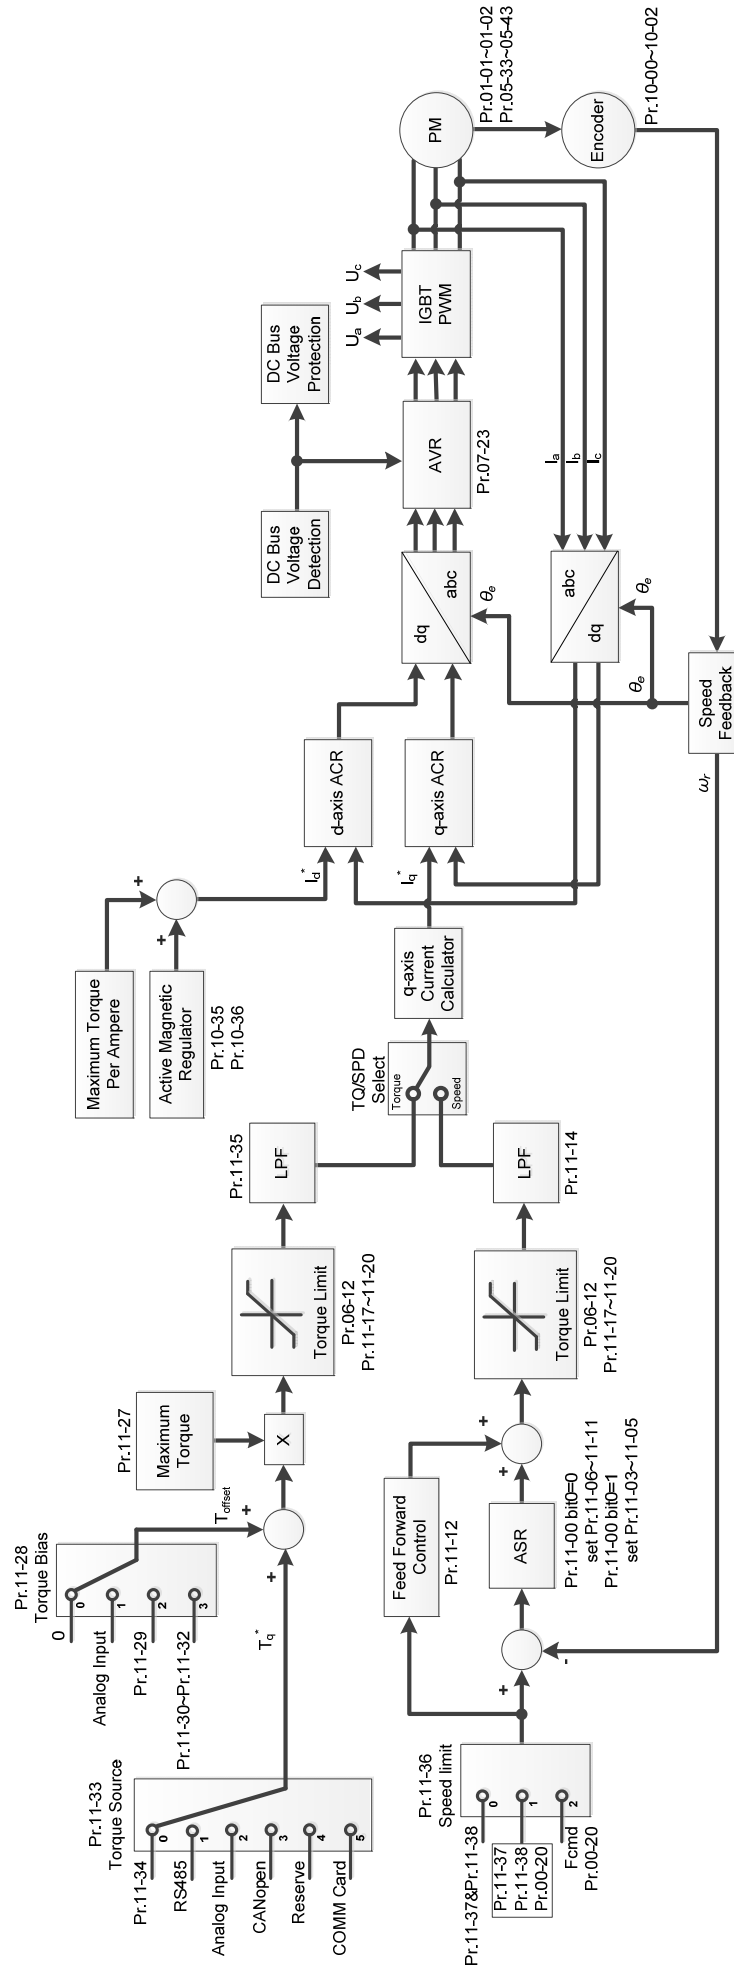 Pr.11-33
Torque Source
Pr.11-34
RS485
Analog Input
CANopen
Reserve
COMM Card
0
1
2
3
4
5
Pr.11-28
Torque Bias
0
Analog Input
Pr.11-29
Pr.11-30~Pr.11-32
0
1
2
3
Tq*
+
Toffset
+
Pr.11-27
Maximum
Torque
X
Torque Limit
Pr.06-12
Pr.11-17~11-20
Pr.11-35
LPF
Pr.11-36
Speed limit
Pr.11-37&Pr.11-38
Pr.11-37
Pr.11-38
Pr.00-20
Fcmd
Pr.00-20
0
1
2
+
-
Feed Forward
Control
Pr.11-12
ASR
Pr.11-00 bit0=0
set Pr.11-06~11-11
Pr.11-00 bit0=1
set Pr.11-03~11-05
+
+
Torque Limit
Pr.06-12
Pr.11-17~11-20
LPF
Pr.11-14
TQ/SPD
Select
Torque
Speed
Maximum Torque
Per Ampere
Active Magnetic
Regulator
Pr.10-35
Pr.10-36
+
+
q-axis
Current
Calculator
Id*
Iq*
d-axis ACR
q-axis ACR
dq
abc
θe
abc
dq
θe
θe
DC Bus
Voltage
Detection
DC Bus
Voltage
Protection
AVR
Pr.07-23
IGBT
PWM
Ua
Ub
Uc
Ia
Ib
Ic
PM
Pr.01-01~01-02
Pr.05-33~05-43
Encoder
Pr.10-00~10-02
Speed
Feedback
ωr